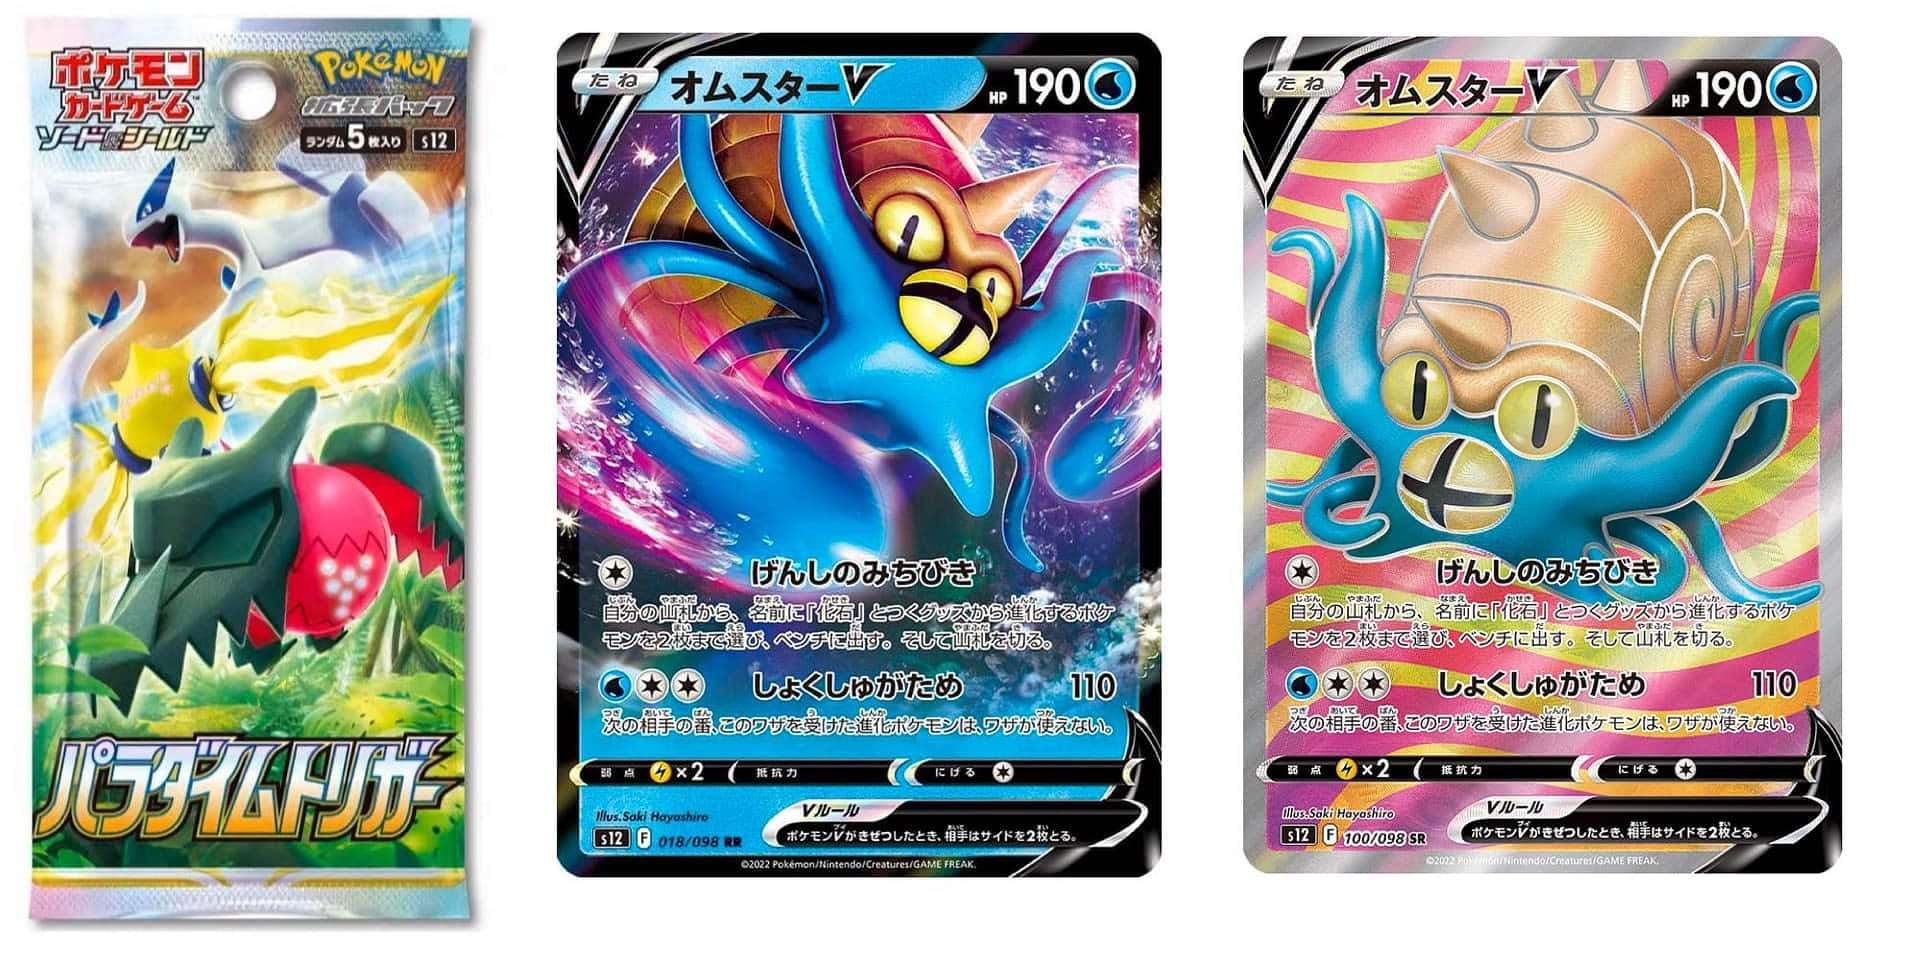 ポケモン
カードゲーム
ソード&シールド
Pokémon
拡張パック
ランダム5枚入り s12
パラダイムトリガー
たね オムスターV HP 190
げんしのみちびき
自分の山札から、名前に「化石」とつくグッズから進化するポケ
モンを2枚まで選び、ベンチに出す。そして山札を切る。
しょくしゅがため 110
次の相手の番、このワザを受けた進化ポケモンは、ワザが使えない。
弱点 ×2 抵抗力 にげる
Illus.Saki Hayashiro
s12 F 018/098 RR
Vルール
ポケモンVがきぜつしたとき、相手はサイドを2枚とる。
©2022 Pokémon/Nintendo/Creatures/GAME FREAK.
たね オムスターV HP 190
げんしのみちびき
自分の山札から、名前に「化石」とつくグッズから進化するポケ
モンを2枚まで選び、ベンチに出す。そして山札を切る。
しょくしゅがため 110
次の相手の番、このワザを受けた進化ポケモンは、ワザが使えない。
弱点 ×2 抵抗力 にげる
Illus.Saki Hayashiro
s12 F 100/098 SR
Vルール
ポケモンVがきぜつしたとき、相手はサイドを2枚とる。
©2022 Pokémon/Nintendo/Creatures/GAME FREAK.